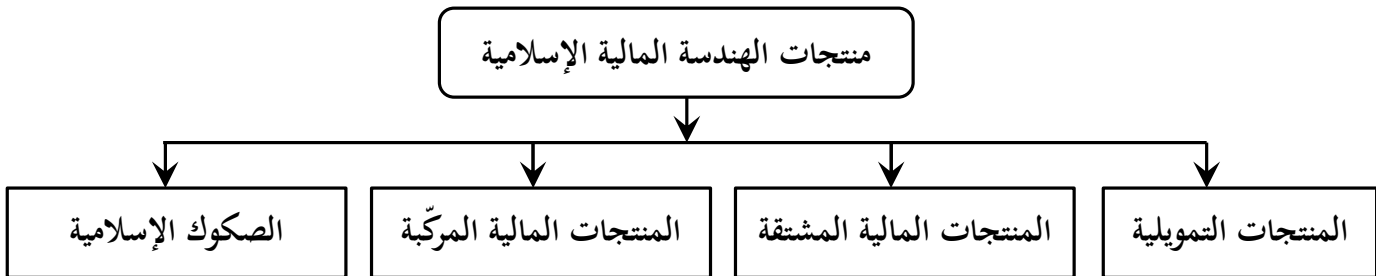 منتجات الهندسة المالية الإسلامية
المنتجات التمويلية
المنتجات المالية المشتقة
المنتجات المالية المركّبة
الصكوك الإسلامية